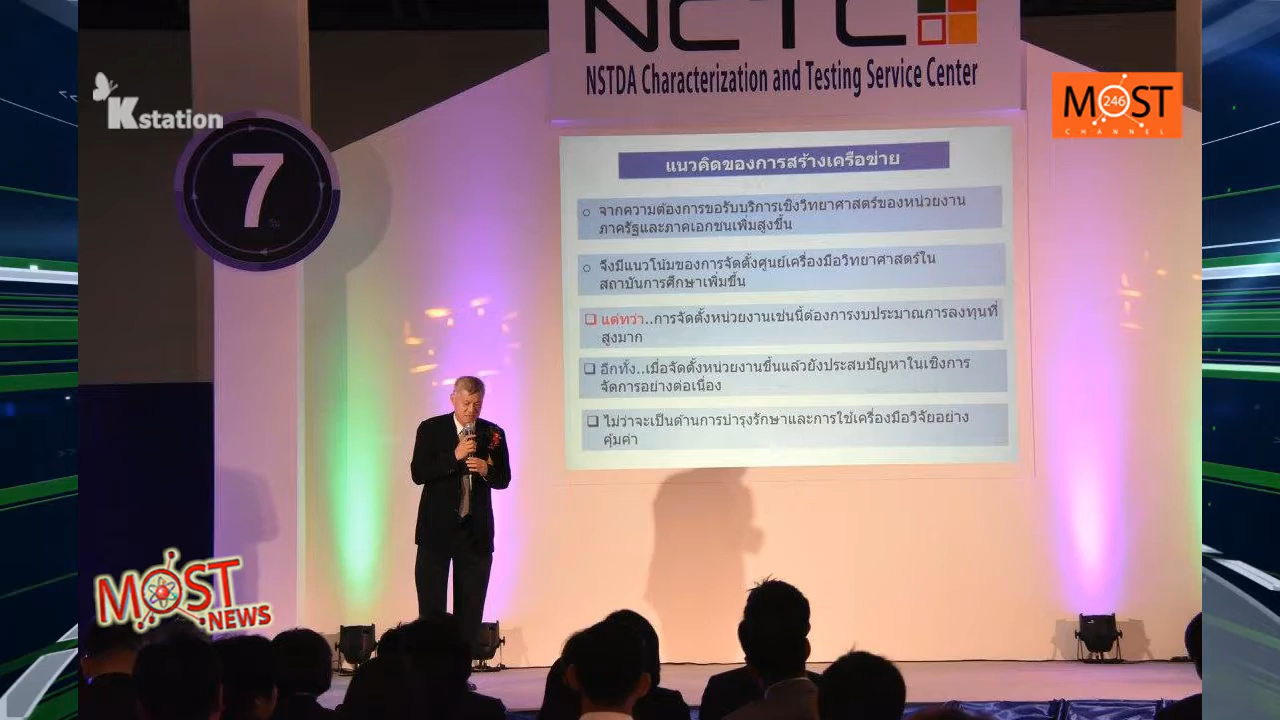 NCTC
NSTDA Characterization and Testing Service Center
Kstation
MOST
246
CHANNEL
7
แนวคิดของการสร้างเครือข่าย
จากความต้องการขอรับบริการเชิงวิทยาศาสตร์ของหน่วยงาน
ภาครัฐและภาคเอกชนเพิ่มสูงขึ้น
จึงมีแนวโน้มของการจัดตั้งศูนย์เครื่องมือวิทยาศาสตร์ใน
สถาบันการศึกษาเพิ่มขึ้น
แต่ทว่า..การจัดตั้งหน่วยงานเช่นนี้ต้องการงบประมาณการลงทุนที่
สูงมาก
อีกทั้ง..เมื่อจัดตั้งหน่วยงานขึ้นแล้วยังประสบปัญหาในเชิงการ
จัดการอย่างต่อเนื่อง
ไม่ว่าจะเป็นด้านการบำรุงรักษาและการใช้เครื่องมือวิจัยอย่าง
คุ้มค่า
MOST
NEWS